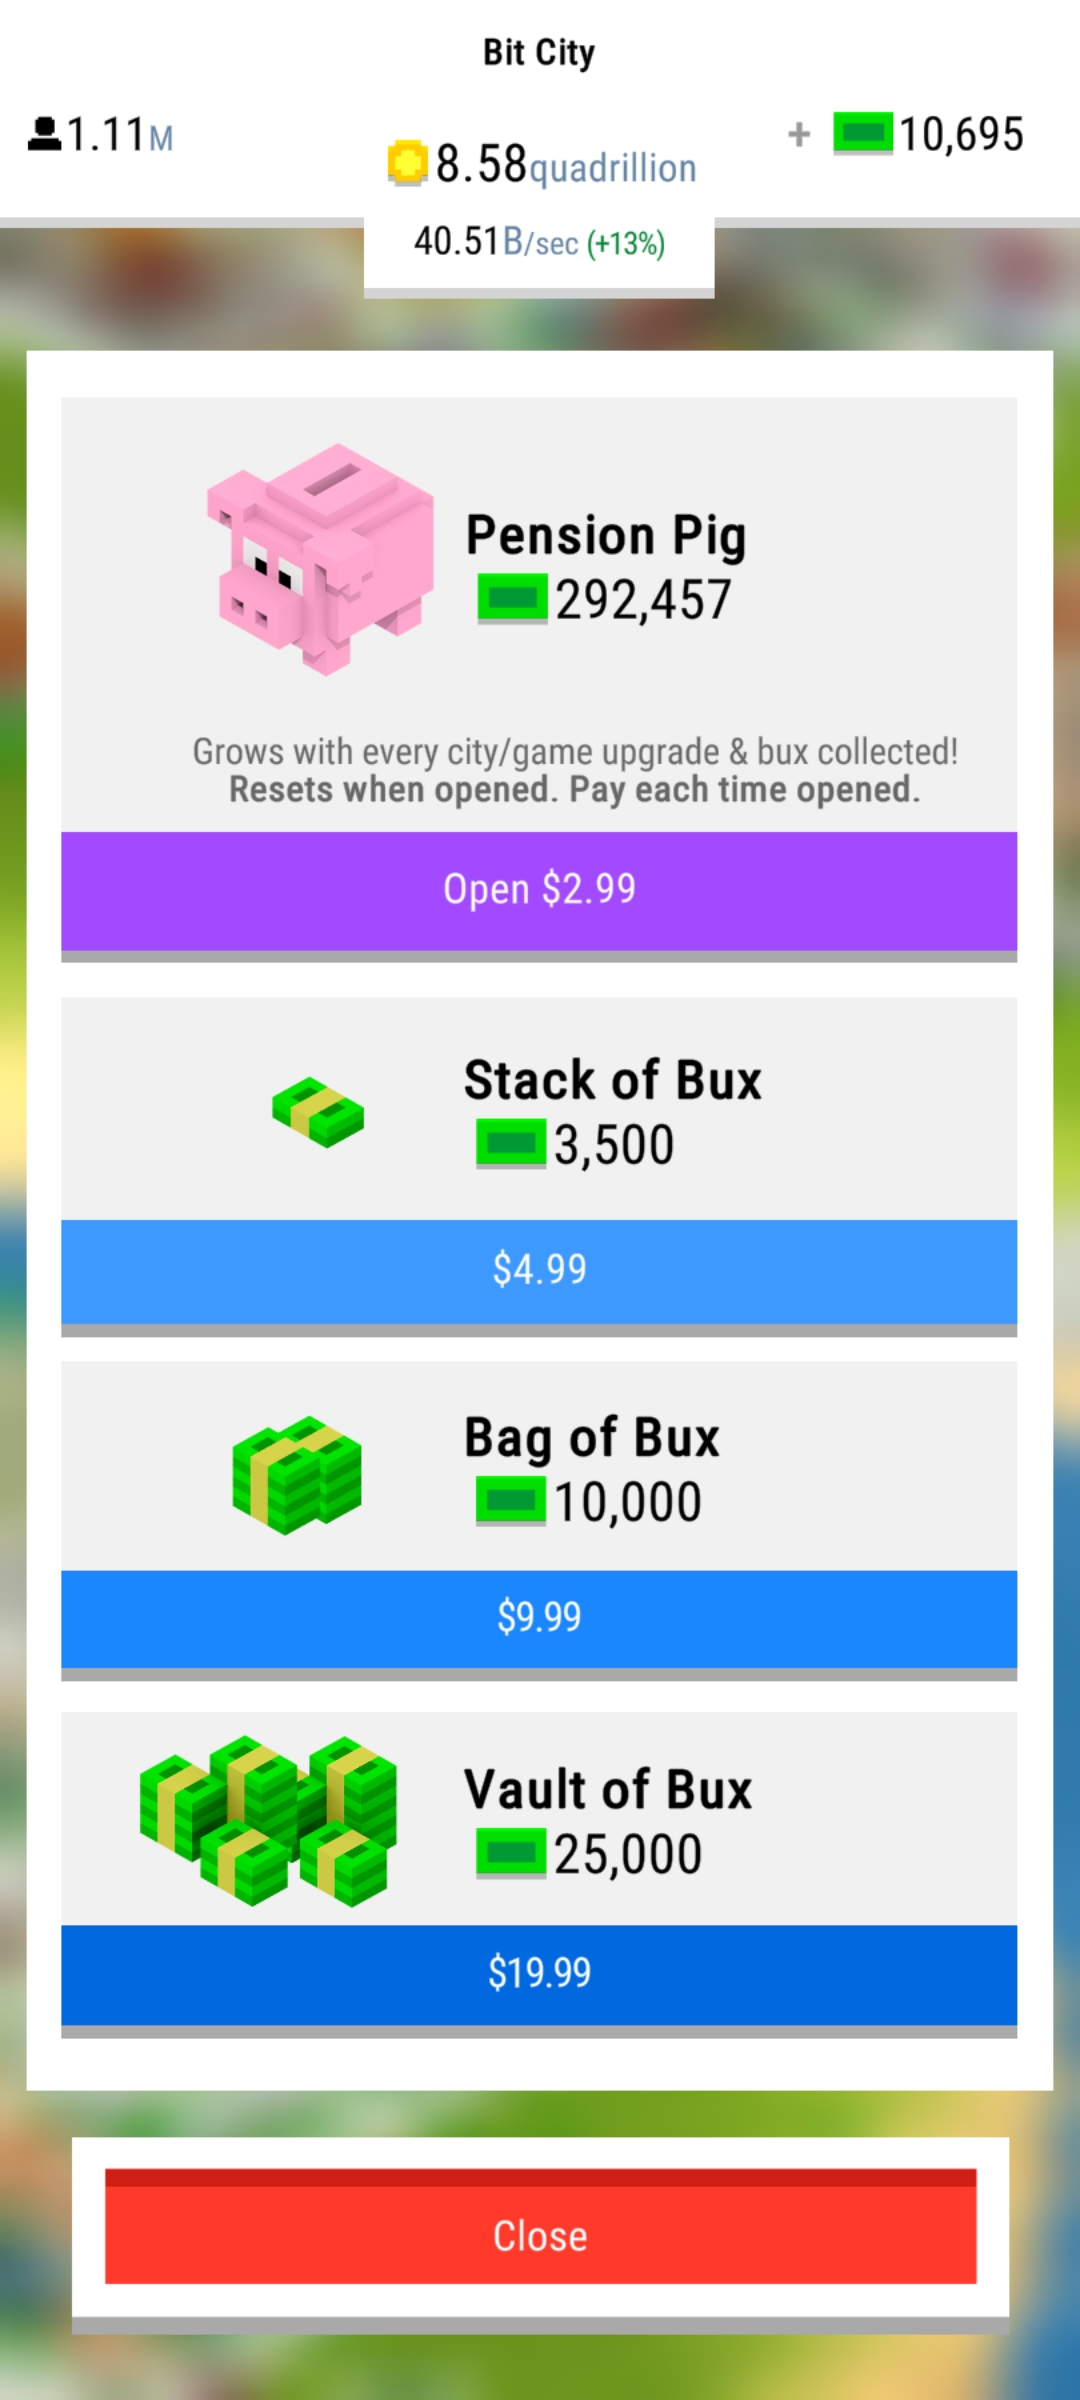 Bit City
1.11M
8.58quadrillion
+ 10,695
40.51B/sec (+13%)
Pension Pig
292,457
Grows with every city/game upgrade & bux collected!
Resets when opened. Pay each time opened.
Open $2.99
Stack of Bux
3,500
$4.99
Bag of Bux
10,000
$9.99
Vault of Bux
25,000
$19.99
Close